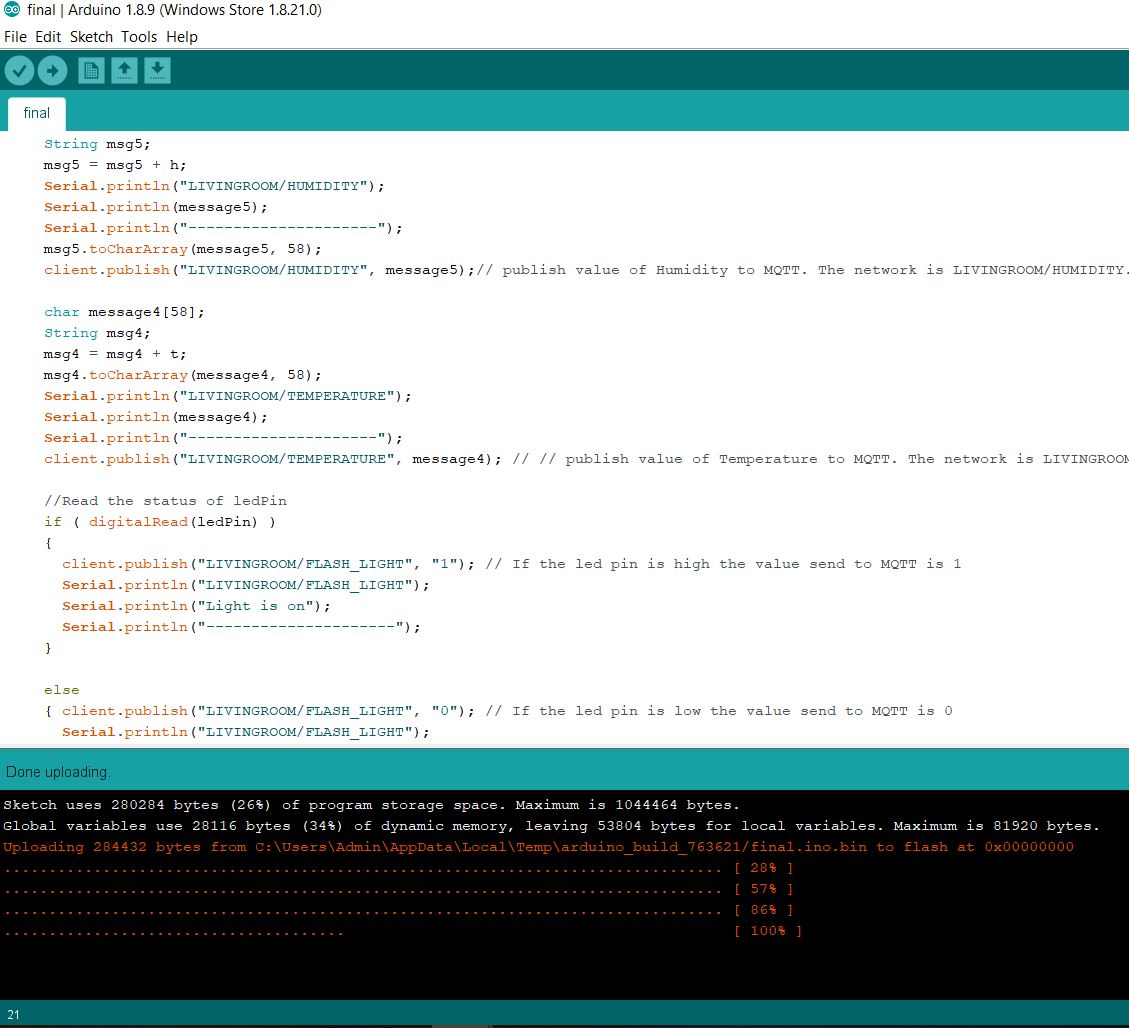 final | Arduino 1.8.9 (Windows Store 1.8.21.0)
File Edit Sketch Tools Help
final
String msg5;
msg5 = msg5 + h;
Serial.println("LIVINGROOM/HUMIDITY");
Serial.println(message5);
Serial.println("---------------------");
msg5.toCharArray(message5, 58);
client.publish("LIVINGROOM/HUMIDITY", message5);// publish value of Humidity to MQTT. The network is LIVINGROOM/HUMIDITY.
char message4[58];
String msg4;
msg4 = msg4 + t;
msg4.toCharArray(message4, 58);
Serial.println("LIVINGROOM/TEMPERATURE");
Serial.println(message4);
Serial.println("---------------------");
client.publish("LIVINGROOM/TEMPERATURE", message4); // // publish value of Temperature to MQTT. The network is LIVINGROOM
//Read the status of ledPin
if ( digitalRead(ledPin) )
{
client.publish("LIVINGROOM/FLASH_LIGHT", "1"); // If the led pin is high the value send to MQTT is 1
Serial.println("LIVINGROOM/FLASH_LIGHT");
Serial.println("Light is on");
Serial.println("---------------------");
}
else
{ client.publish("LIVINGROOM/FLASH_LIGHT", "0"); // If the led pin is low the value send to MQTT is 0
Serial.println("LIVINGROOM/FLASH_LIGHT");
Done uploading.
Sketch uses 280284 bytes (26%) of program storage space. Maximum is 1044464 bytes.
Global variables use 28116 bytes (34%) of dynamic memory, leaving 53804 bytes for local variables. Maximum is 81920 bytes.
Uploading 284432 bytes from C:\Users\Admin\AppData\Local\Temp\arduino_build_763621/final.ino.bin to flash at 0x00000000
................................................................................ [ 28% ]
................................................................................ [ 57% ]
................................................................................ [ 86% ]
...................................... [ 100% ]
21